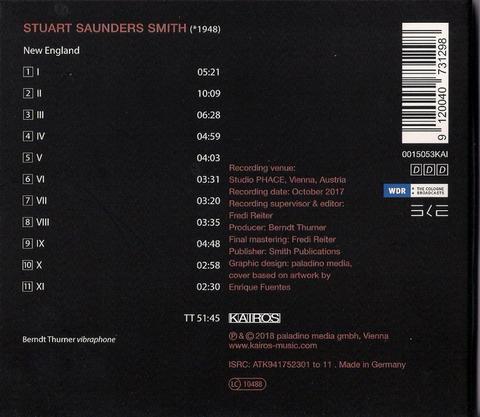 STUART SAUNDERS SMITH (*1948)
New England
1 I 05:21
2 II 10:09
3 III 06:28
4 IV 04:59
5 V 04:03
6 VI 03:31
7 VII 03:20
8 VIII 03:35
9 IX 04:48
10 X 02:58
11 XI 02:30
TT 51:45
Berndt Thurner vibraphone
Recording venue:
Studio PHACE, Vienna, Austria
Recording date: October 2017
Recording supervisor & editor:
Fredi Reiter
Producer: Berndt Thurner
Final mastering: Fredi Reiter
Publisher: Smith Publications
Graphic design: paladino media,
cover based on artwork by
Enrique Fuentes
KAIROS
℗ & © 2018 paladino media gmbh, Vienna
www.kairos-music.com
ISRC: ATK941752301 to 11 . Made in Germany
LC 10488
9 120040 731298
0015053KAI
DDD
WDR THE COLOGNE
BROADCASTS